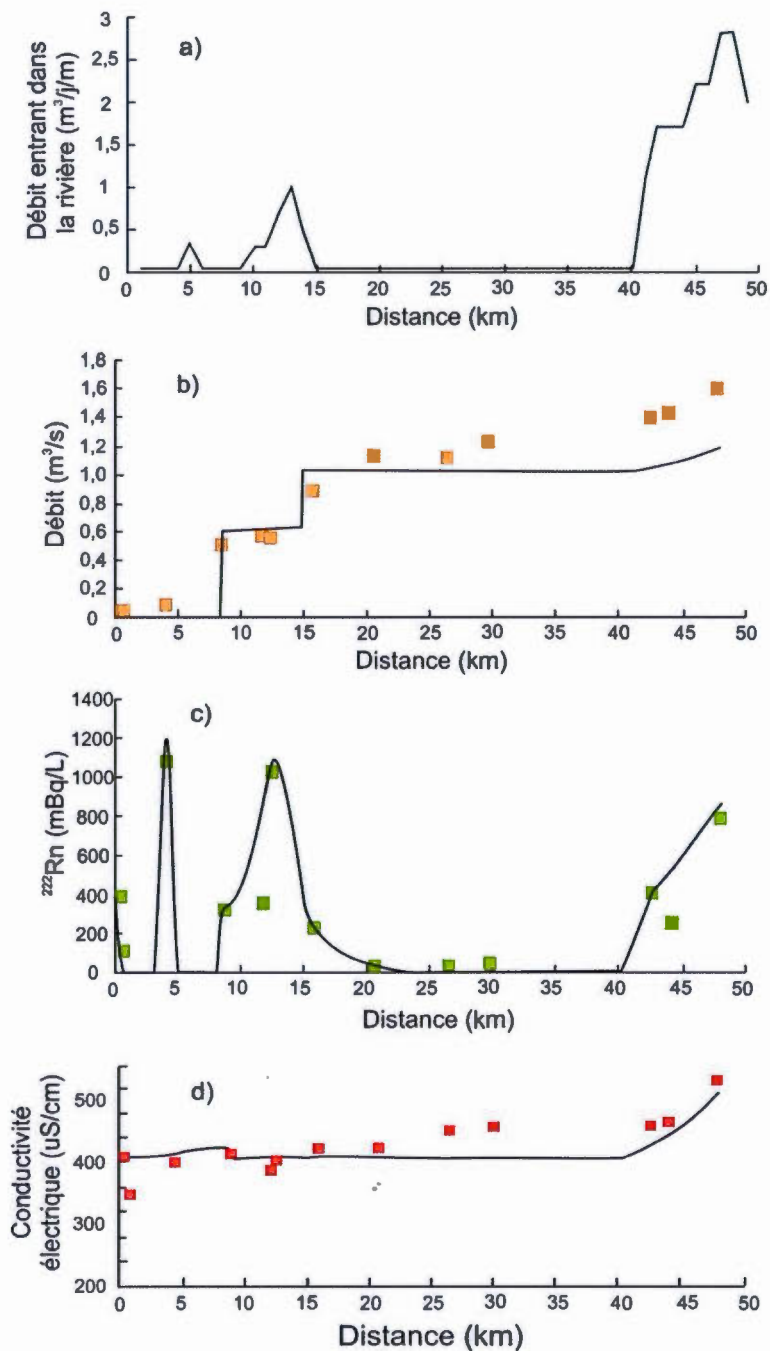 a)
Débit entrant dans
la rivière (m³/j/m)
3
2,5
2
1,5
1
0,5
0
0 5 10 15 20 25 30 35 40 45 50
Distance (km)
b)
Débit (m³/s)
1,8
1,6
1,4
1,2
1,0
0,8
0,6
0,4
0,2
0
0 5 10 15 20 25 30 35 40 45 50
Distance (km)
c)
²²²Rn (mBq/L)
1400
1200
1000
800
600
400
200
0
0 5 10 15 20 25 30 35 40 45 50
Distance (km)
d)
Conductivité
électrique (uS/cm)
500
400
300
200
0 5 10 15 20 25 30 35 40 45 50
Distance (km)